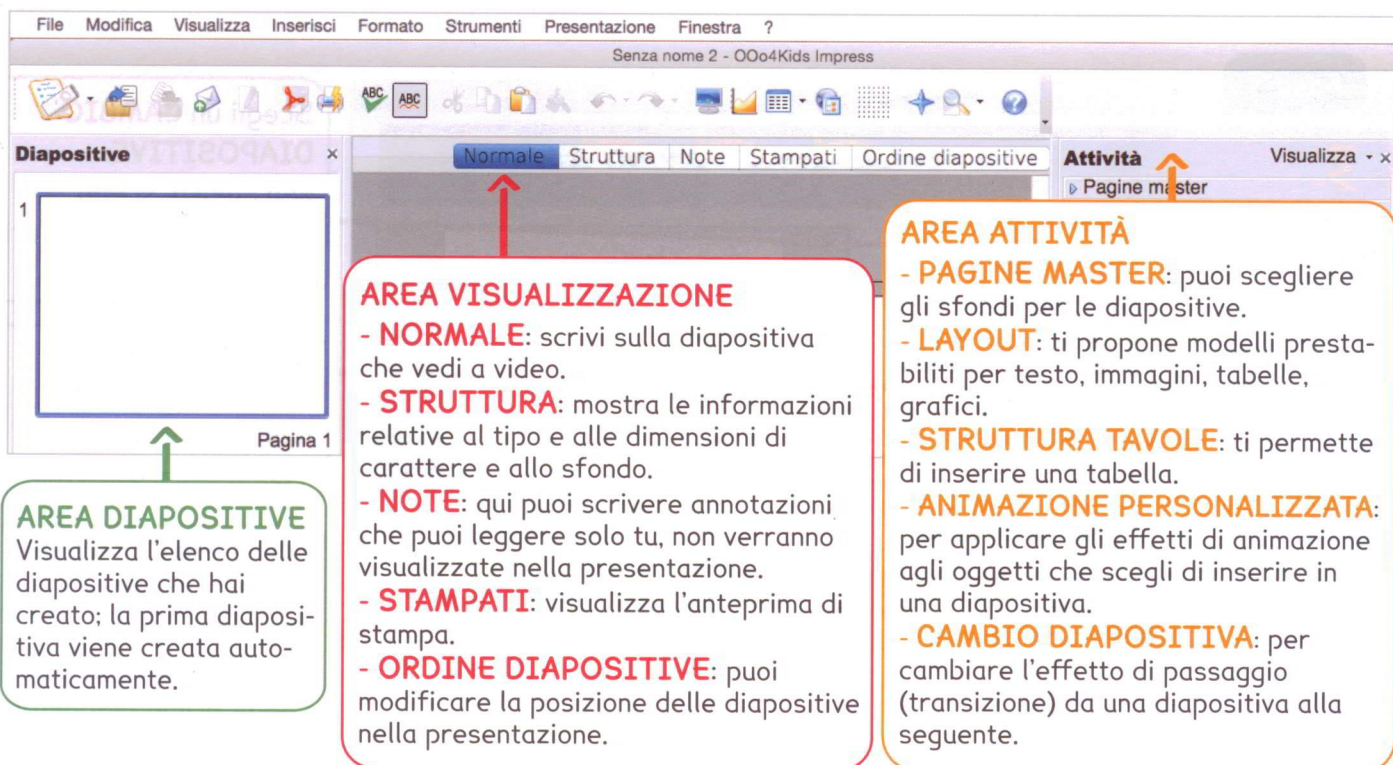 File Modifica Visualizza Inserisci Formato Strumenti Presentazione Finestra ?
Senza nome 2 - OOo4Kids Impress
ABC ABC
Diapositive ×
Normale Struttura Note Stampati Ordine diapositive
Attività Visualizza ×
Pagine master
1
Pagina 1
AREA DIAPOSITIVE
Visualizza l'elenco delle
diapositive che hai
creato; la prima diaposi-
tiva viene creata auto-
maticamente.
AREA VISUALIZZAZIONE
- NORMALE: scrivi sulla diapositiva
che vedi a video.
- STRUTTURA: mostra le informazioni
relative al tipo e alle dimensioni di
carattere e allo sfondo.
- NOTE: qui puoi scrivere annotazioni
che puoi leggere solo tu, non verranno
visualizzate nella presentazione.
- STAMPATI: visualizza l'anteprima di
stampa.
- ORDINE DIAPOSITIVE: puoi
modificare la posizione delle diapositive
nella presentazione.
AREA ATTIVITÀ
- PAGINE MASTER: puoi scegliere
gli sfondi per le diapositive.
- LAYOUT: ti propone modelli presta-
biliti per testo, immagini, tabelle,
grafici.
- STRUTTURA TAVOLE: ti permette
di inserire una tabella.
- ANIMAZIONE PERSONALIZZATA:
per applicare gli effetti di animazione
agli oggetti che scegli di inserire in
una diapositiva.
- CAMBIO DIAPOSITIVA: per
cambiare l'effetto di passaggio
(transizione) da una diapositiva alla
seguente.